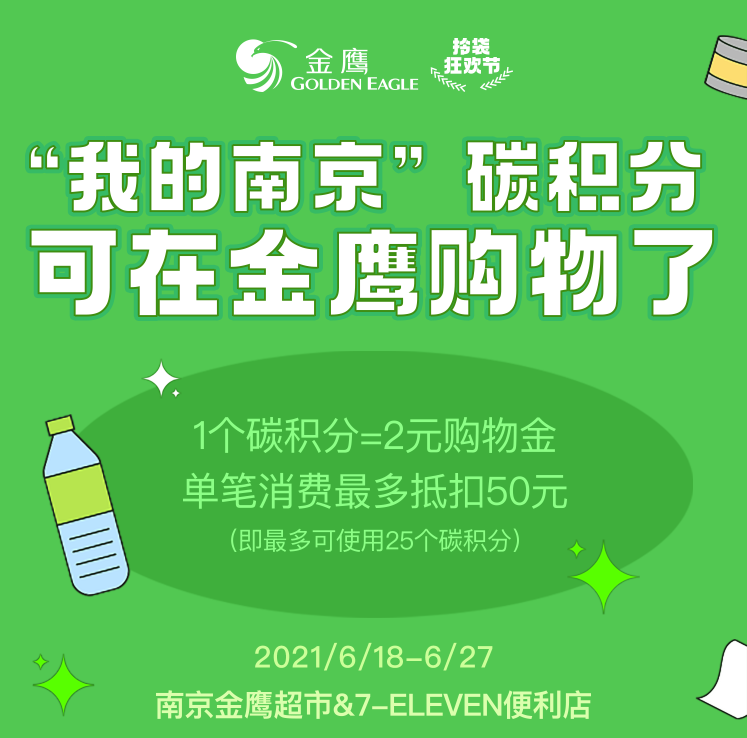 金鹰
GOLDEN EAGLE
拎袋
狂欢节
“我的南京”碳积分
可在金鹰购物了
1个碳积分=2元购物金
单笔消费最多抵扣50元
(即最多可使用25个碳积分)
2021/6/18-6/27
南京金鹰超市&7-ELEVEN便利店